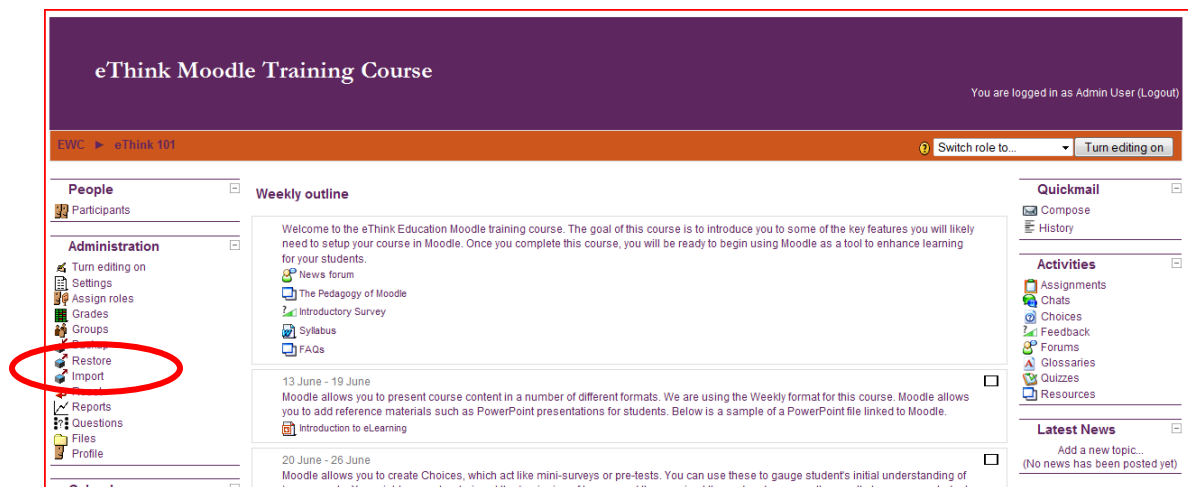 eThink Moodle Training Course
You are logged in as Admin User (Logout)
EWC ► eThink 101
Switch role to...
Turn editing on
People
Participants
Administration
Turn editing on
Settings
Assign roles
Grades
Groups
Backup
Restore
Import
Reset
Reports
Questions
Files
Profile
Weekly outline
Welcome to the eThink Education Moodle training course. The goal of this course is to introduce you to some of the key features you will likely
need to setup your course in Moodle. Once you complete this course, you will be ready to begin using Moodle as a tool to enhance learning
for your students.
News forum
The Pedagogy of Moodle
Introductory Survey
Syllabus
FAQs
13 June - 19 June
Moodle allows you to present course content in a number of different formats. We are using the Weekly format for this course. Moodle allows
you to add reference materials such as PowerPoint presentations for students. Below is a sample of a PowerPoint file linked to Moodle.
Introduction to eLearning
20 June - 26 June
Moodle allows you to create Choices, which act like mini-surveys or pre-tests. You can use these to gauge student's initial understanding of
Quickmail
Compose
History
Activities
Assignments
Chats
Choices
Feedback
Forums
Glossaries
Quizzes
Resources
Latest News
Add a new topic...
(No news has been posted yet)